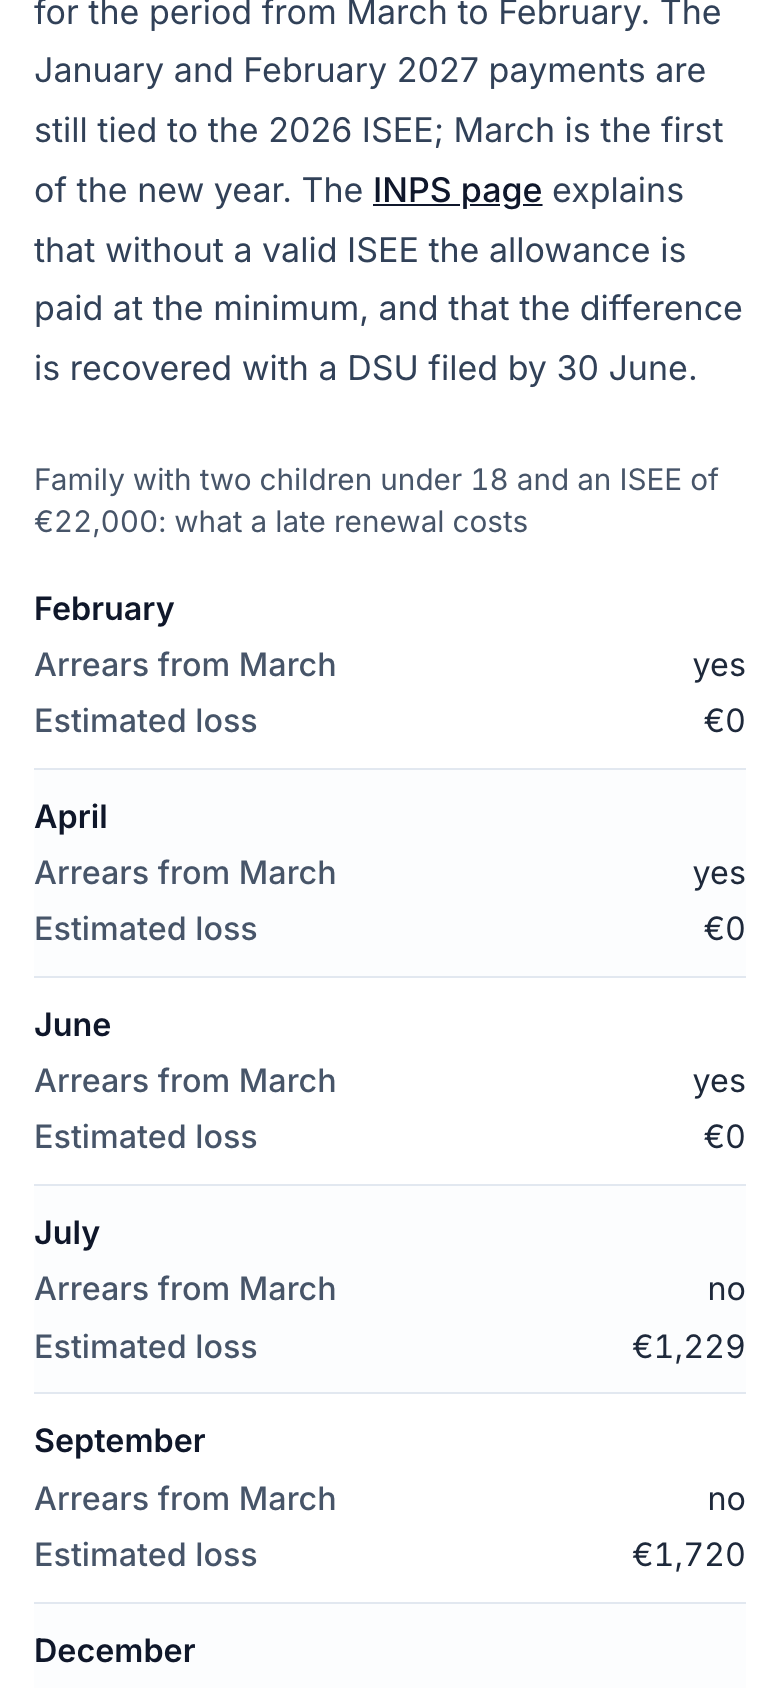 for the period from March to February. The
January and February 2027 payments are
still tied to the 2026 ISEE; March is the first
of the new year. The INPS page explains
that without a valid ISEE the allowance is
paid at the minimum, and that the difference
is recovered with a DSU filed by 30 June.
Family with two children under 18 and an ISEE of
€22,000: what a late renewal costs
February
Arrears from March yes
Estimated loss €0
April
Arrears from March yes
Estimated loss €0
June
Arrears from March yes
Estimated loss €0
July
Arrears from March no
Estimated loss €1,229
September
Arrears from March no
Estimated loss €1,720
December